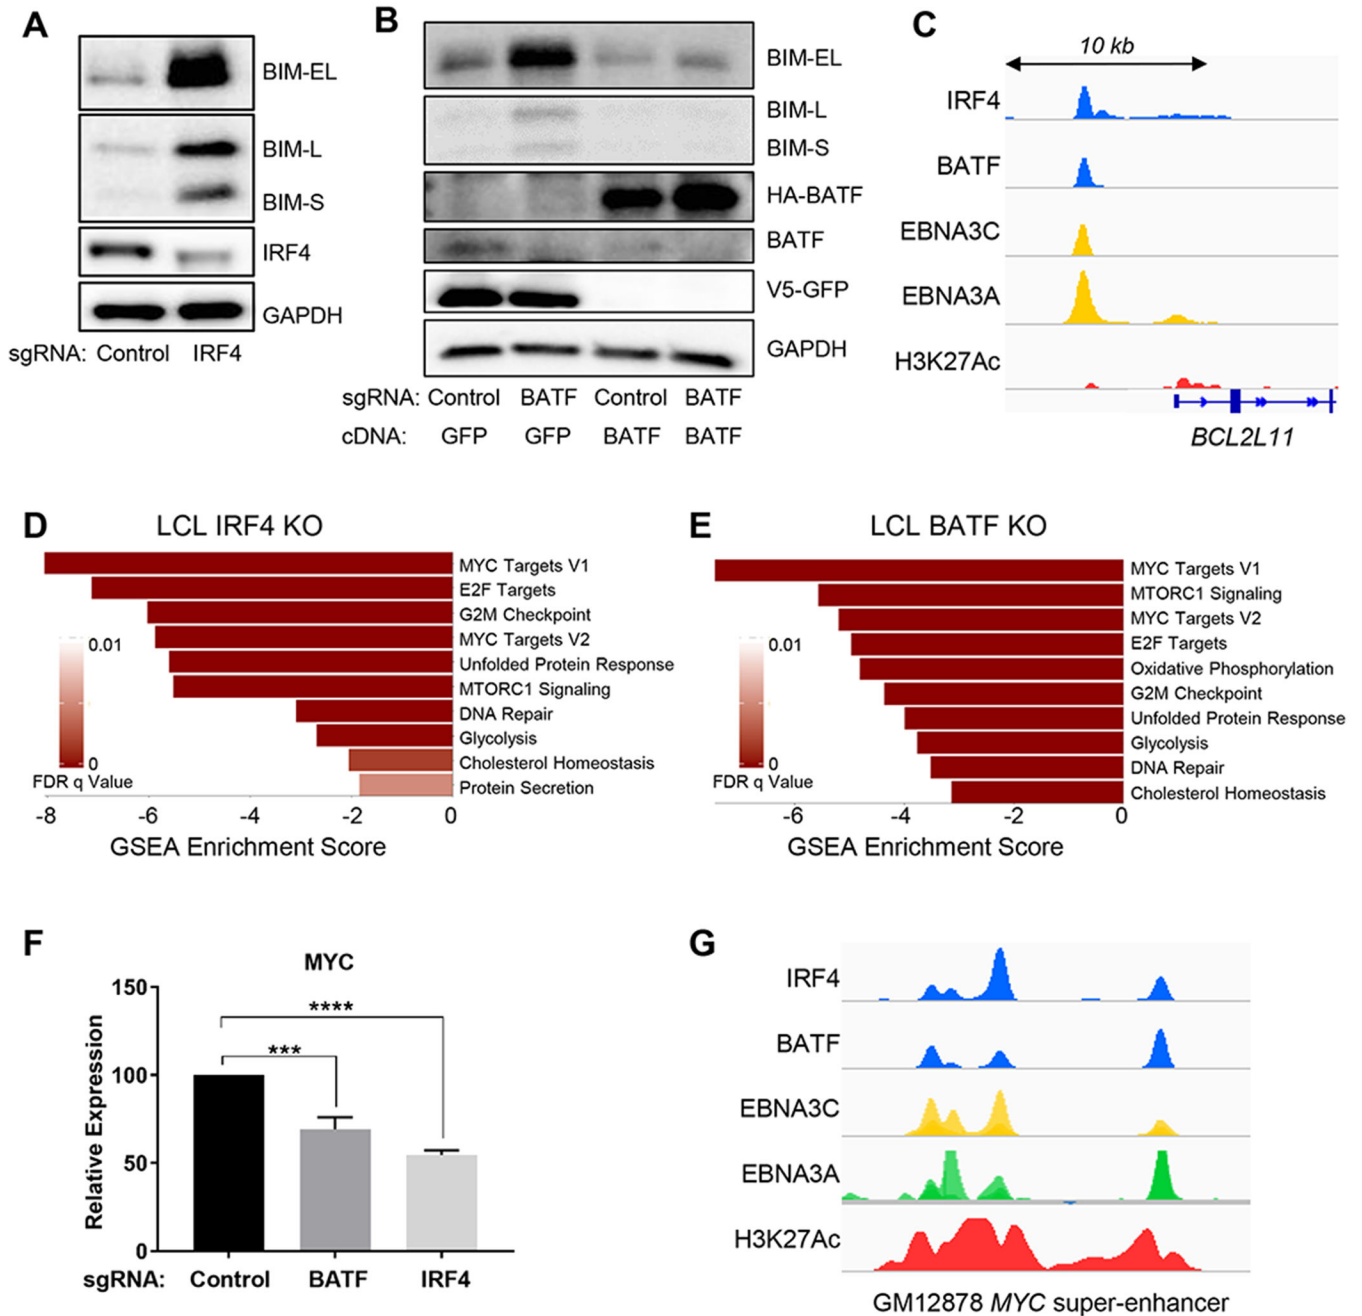 A
BIM-EL
BIM-L
BIM-S
IRF4
GAPDH
sgRNA: Control IRF4
B
BIM-EL
BIM-L
BIM-S
HA-BATF
BATF
V5-GFP
GAPDH
sgRNA: Control BATF Control BATF
cDNA: GFP GFP BATF BATF
C
10 kb
IRF4
BATF
EBNA3C
EBNA3A
H3K27Ac
BCL2L11
D
LCL IRF4 KO
MYC Targets V1
E2F Targets
G2M Checkpoint
MYC Targets V2
Unfolded Protein Response
MTORC1 Signaling
DNA Repair
Glycolysis
Cholesterol Homeostasis
Protein Secretion
0.01
0
FDR q Value
-8 -6 -4 -2 0
GSEA Enrichment Score
E
LCL BATF KO
MYC Targets V1
MTORC1 Signaling
MYC Targets V2
E2F Targets
Oxidative Phosphorylation
G2M Checkpoint
Unfolded Protein Response
Glycolysis
DNA Repair
Cholesterol Homeostasis
0.01
0
FDR q Value
-6 -4 -2 0
GSEA Enrichment Score
F
MYC
150
100
50
0
Relative Expression
****
***
sgRNA: Control BATF IRF4
G
IRF4
BATF
EBNA3C
EBNA3A
H3K27Ac
GM12878 MYC super-enhancer